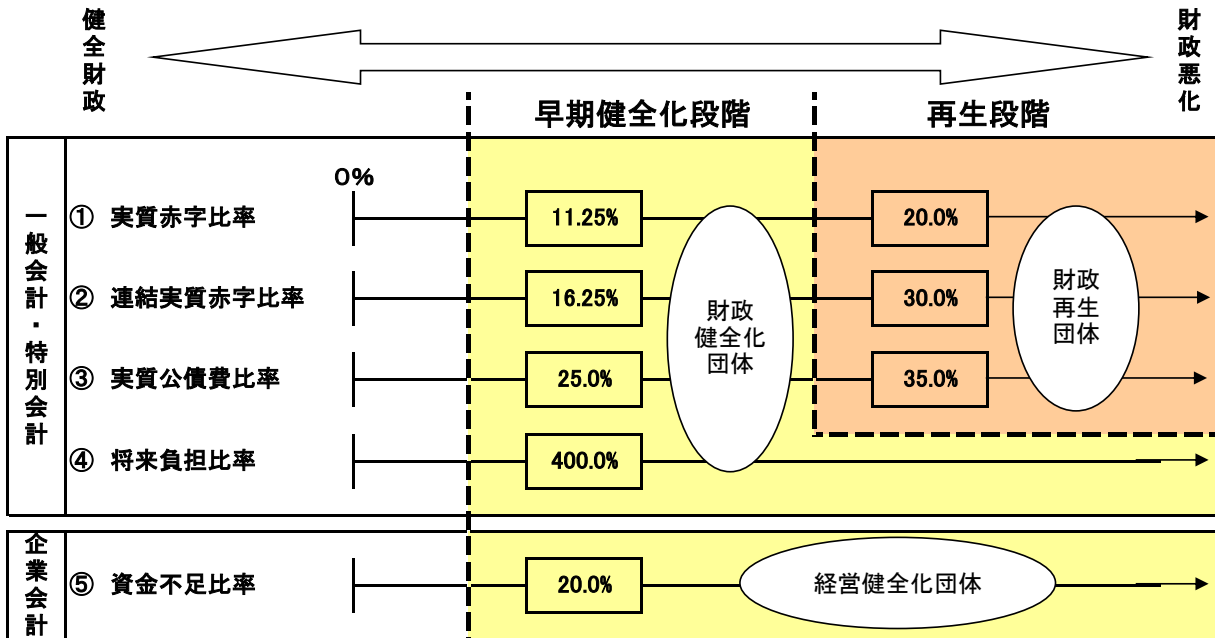 健全財政
財政悪化
早期健全化段階
再生段階
一般会計・特別会計
0%
① 実質赤字比率
11.25%
20.0%
② 連結実質赤字比率
16.25%
30.0%
③ 実質公債費比率
25.0%
35.0%
④ 将来負担比率
400.0%
財政
健全化
団体
財政
再生
団体
企業会計
⑤ 資金不足比率
20.0%
経営健全化団体